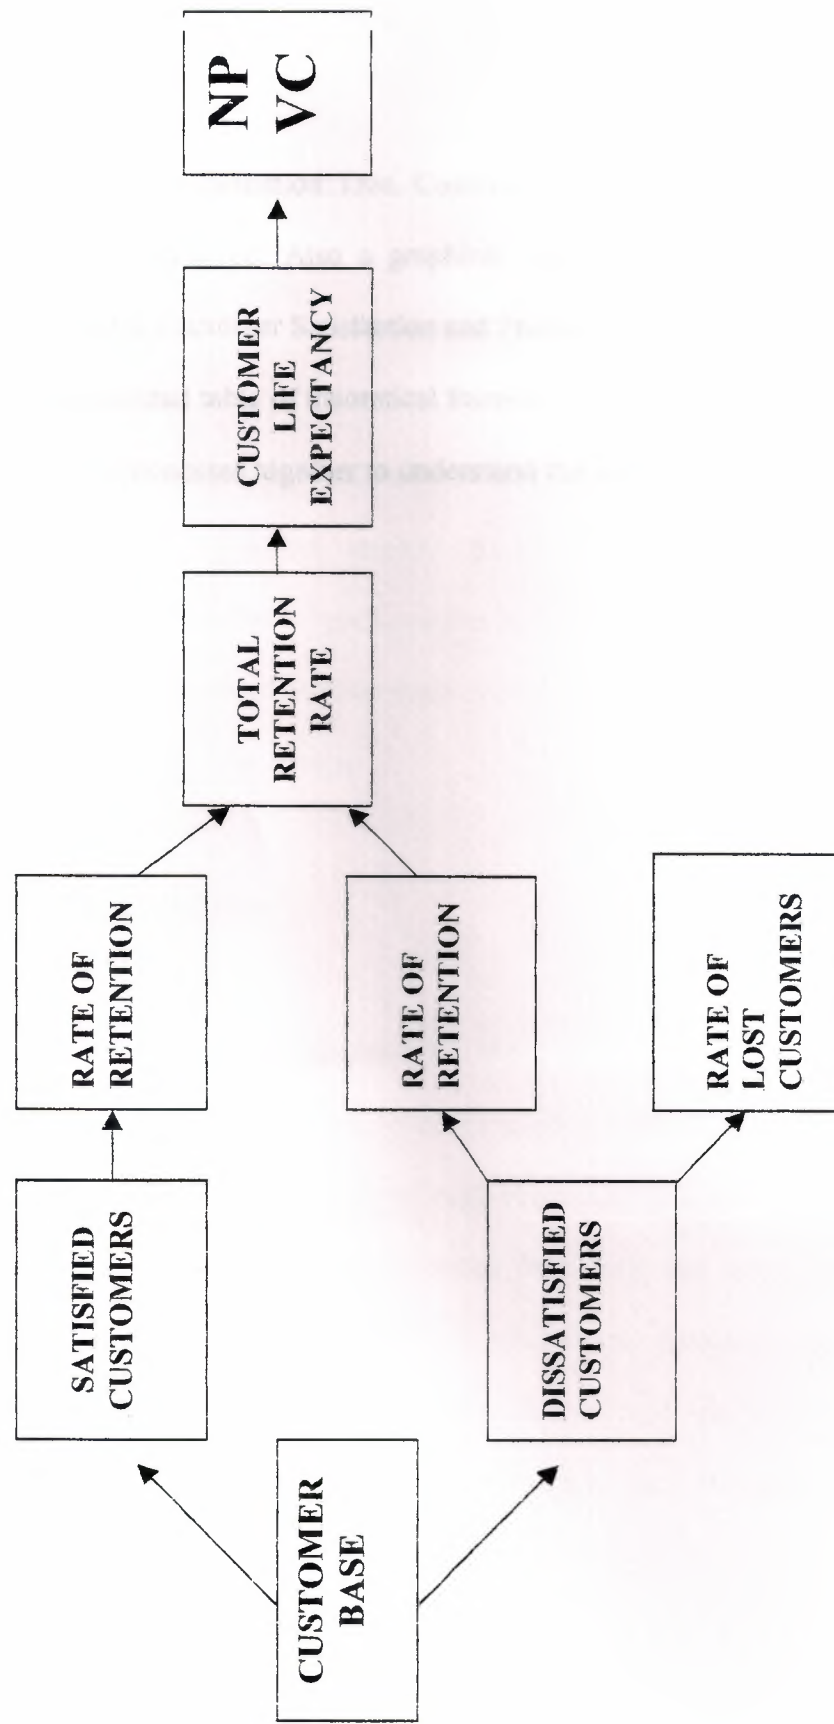 CUSTOMER
BASE
SATISFIED
CUSTOMERS
DISSATISFIED
CUSTOMERS
RATE OF
RETENTION
RATE OF
RETENTION
RATE OF
LOST
CUSTOMERS
TOTAL
RETENTION
RATE
CUSTOMER
LIFE
EXPECTANCY
NP
VC